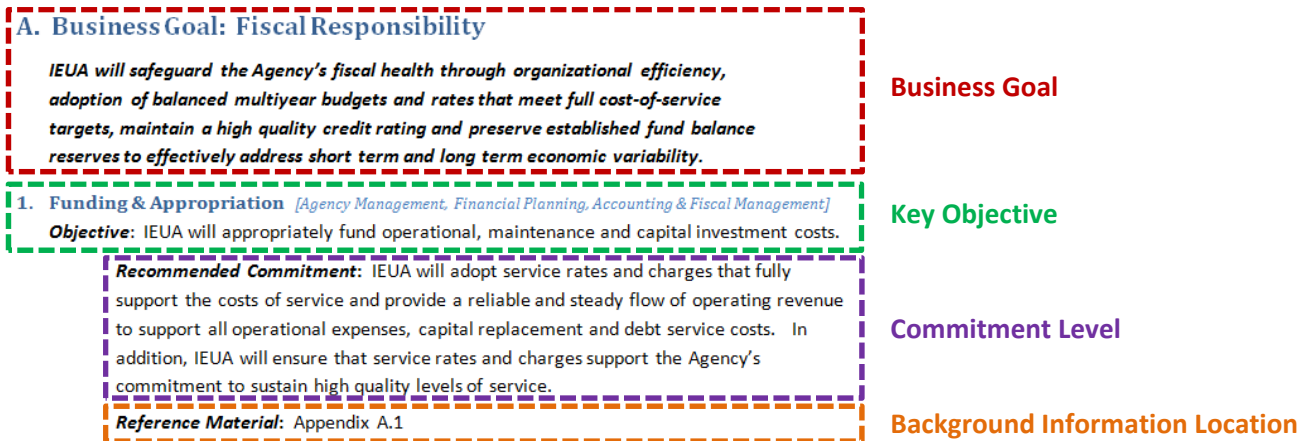 A. Business Goal: Fiscal Responsibility
IEUA will safeguard the Agency's fiscal health through organizational efficiency,
adoption of balanced multiyear budgets and rates that meet full cost-of-service
targets, maintain a high quality credit rating and preserve established fund balance
reserves to effectively address short term and long term economic variability.
Business Goal
1. Funding & Appropriation [Agency Management, Financial Planning, Accounting & Fiscal Management]
Objective: IEUA will appropriately fund operational, maintenance and capital investment costs.
Key Objective
Recommended Commitment: IEUA will adopt service rates and charges that fully
support the costs of service and provide a reliable and steady flow of operating revenue
to support all operational expenses, capital replacement and debt service costs. In
addition, IEUA will ensure that service rates and charges support the Agency's
commitment to sustain high quality levels of service.
Commitment Level
Reference Material: Appendix A.1
Background Information Location